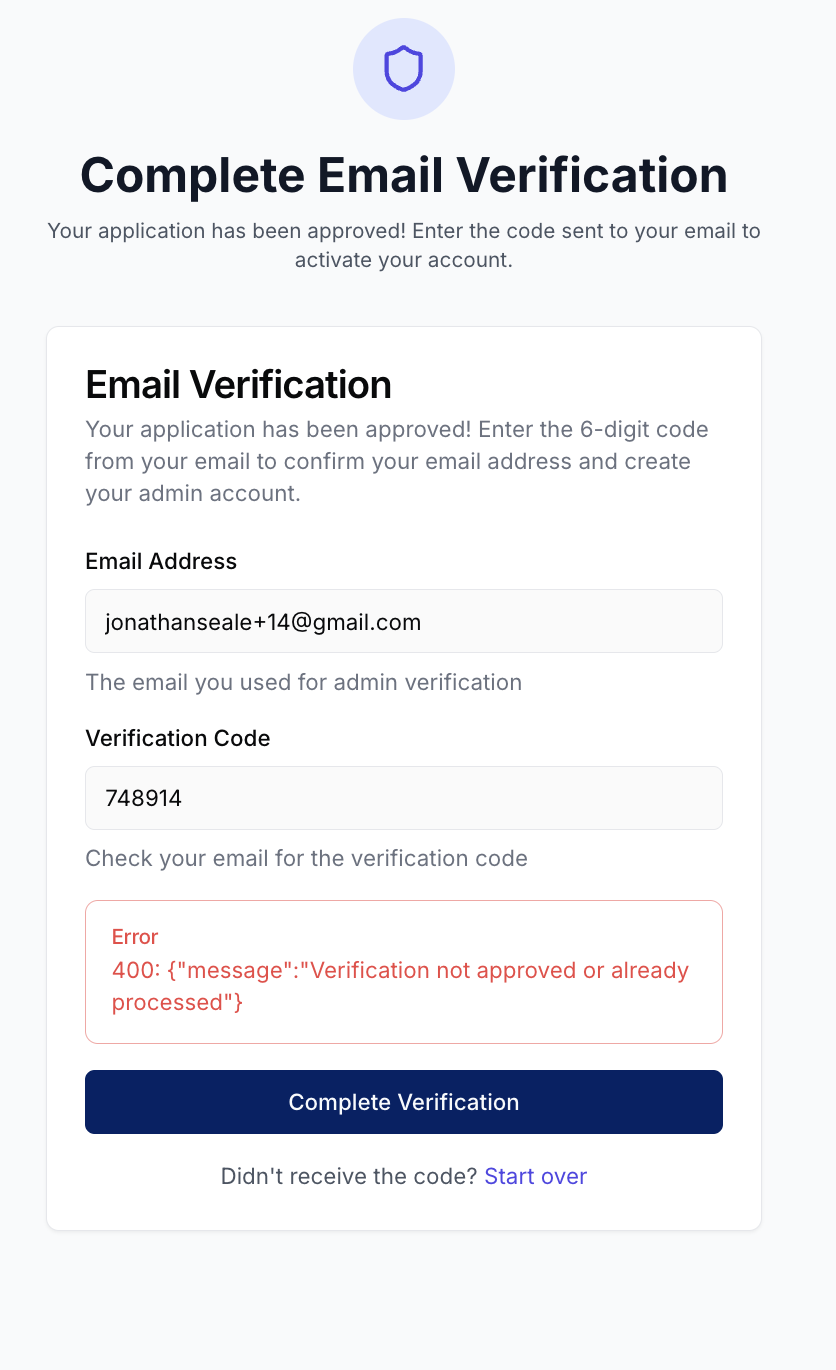 Complete Email Verification
Your application has been approved! Enter the code sent to your email to
activate your account.
Email Verification
Your application has been approved! Enter the 6-digit code
from your email to confirm your email address and create
your admin account.
Email Address
jonathanseale+14@gmail.com
The email you used for admin verification
Verification Code
748914
Check your email for the verification code
Error
400: {"message":"Verification not approved or already
processed"}
Complete Verification
Didn't receive the code? Start over